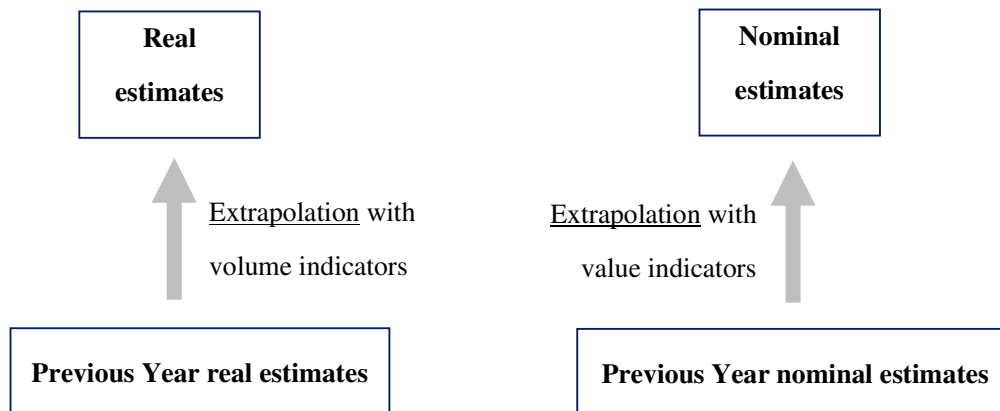 Real
estimates
Nominal
estimates
Extrapolation with
volume indicators
Extrapolation with
value indicators
Previous Year real estimates
Previous Year nominal estimates